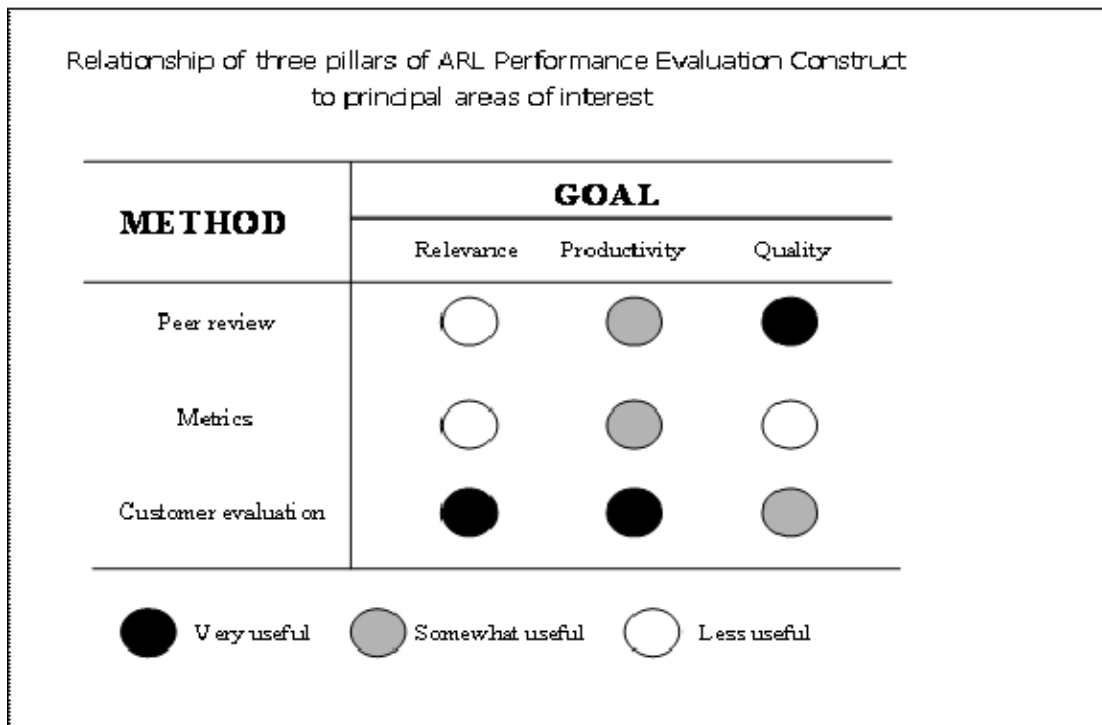 Relationship of three pillars of ARL Performance Evaluation Construct
to principal areas of interest
METHOD
GOAL
Relevance Productivity Quality
Peer review
Metrics
Customer evaluation
Very useful Somewhat useful Less useful